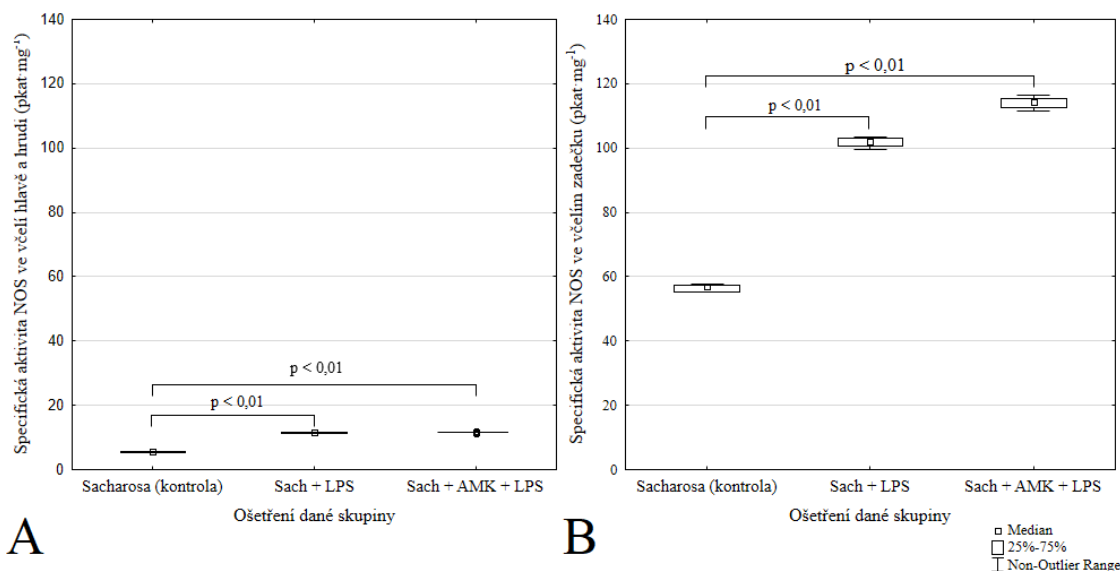 Specifická aktivita NOS ve včelí hlavě a hrudi (pkat·mg⁻¹)
140
120
100
80
60
40
20
0
p < 0,01
p < 0,01
Sacharosa (kontrola)
Sach + LPS
Sach + AMK + LPS
Ošetření dané skupiny
A
Specifická aktivita NOS ve včelím zadečku (pkat·mg⁻¹)
140
120
100
80
60
40
20
0
p < 0,01
p < 0,01
Sacharosa (kontrola)
Sach + LPS
Sach + AMK + LPS
Ošetření dané skupiny
B
Median
25%-75%
Non-Outlier Range